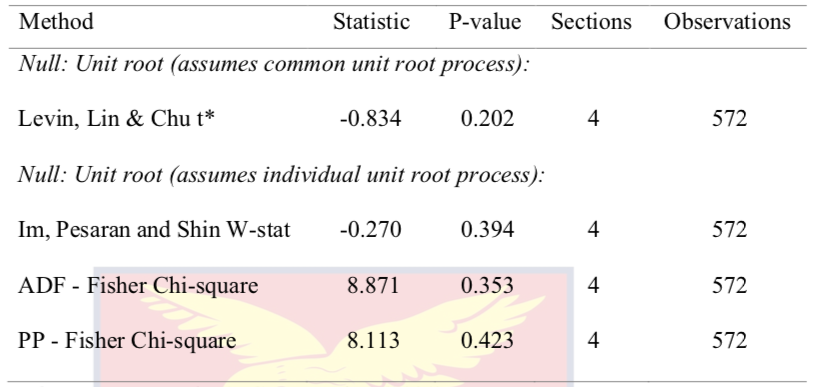 Method Statistic P-value Sections Observations
Null: Unit root (assumes common unit root process):
Levin, Lin & Chu t* -0.834 0.202 4 572
Null: Unit root (assumes individual unit root process):
Im, Pesaran and Shin W-stat -0.270 0.394 4 572
ADF - Fisher Chi-square 8.871 0.353 4 572
PP - Fisher Chi-square 8.113 0.423 4 572